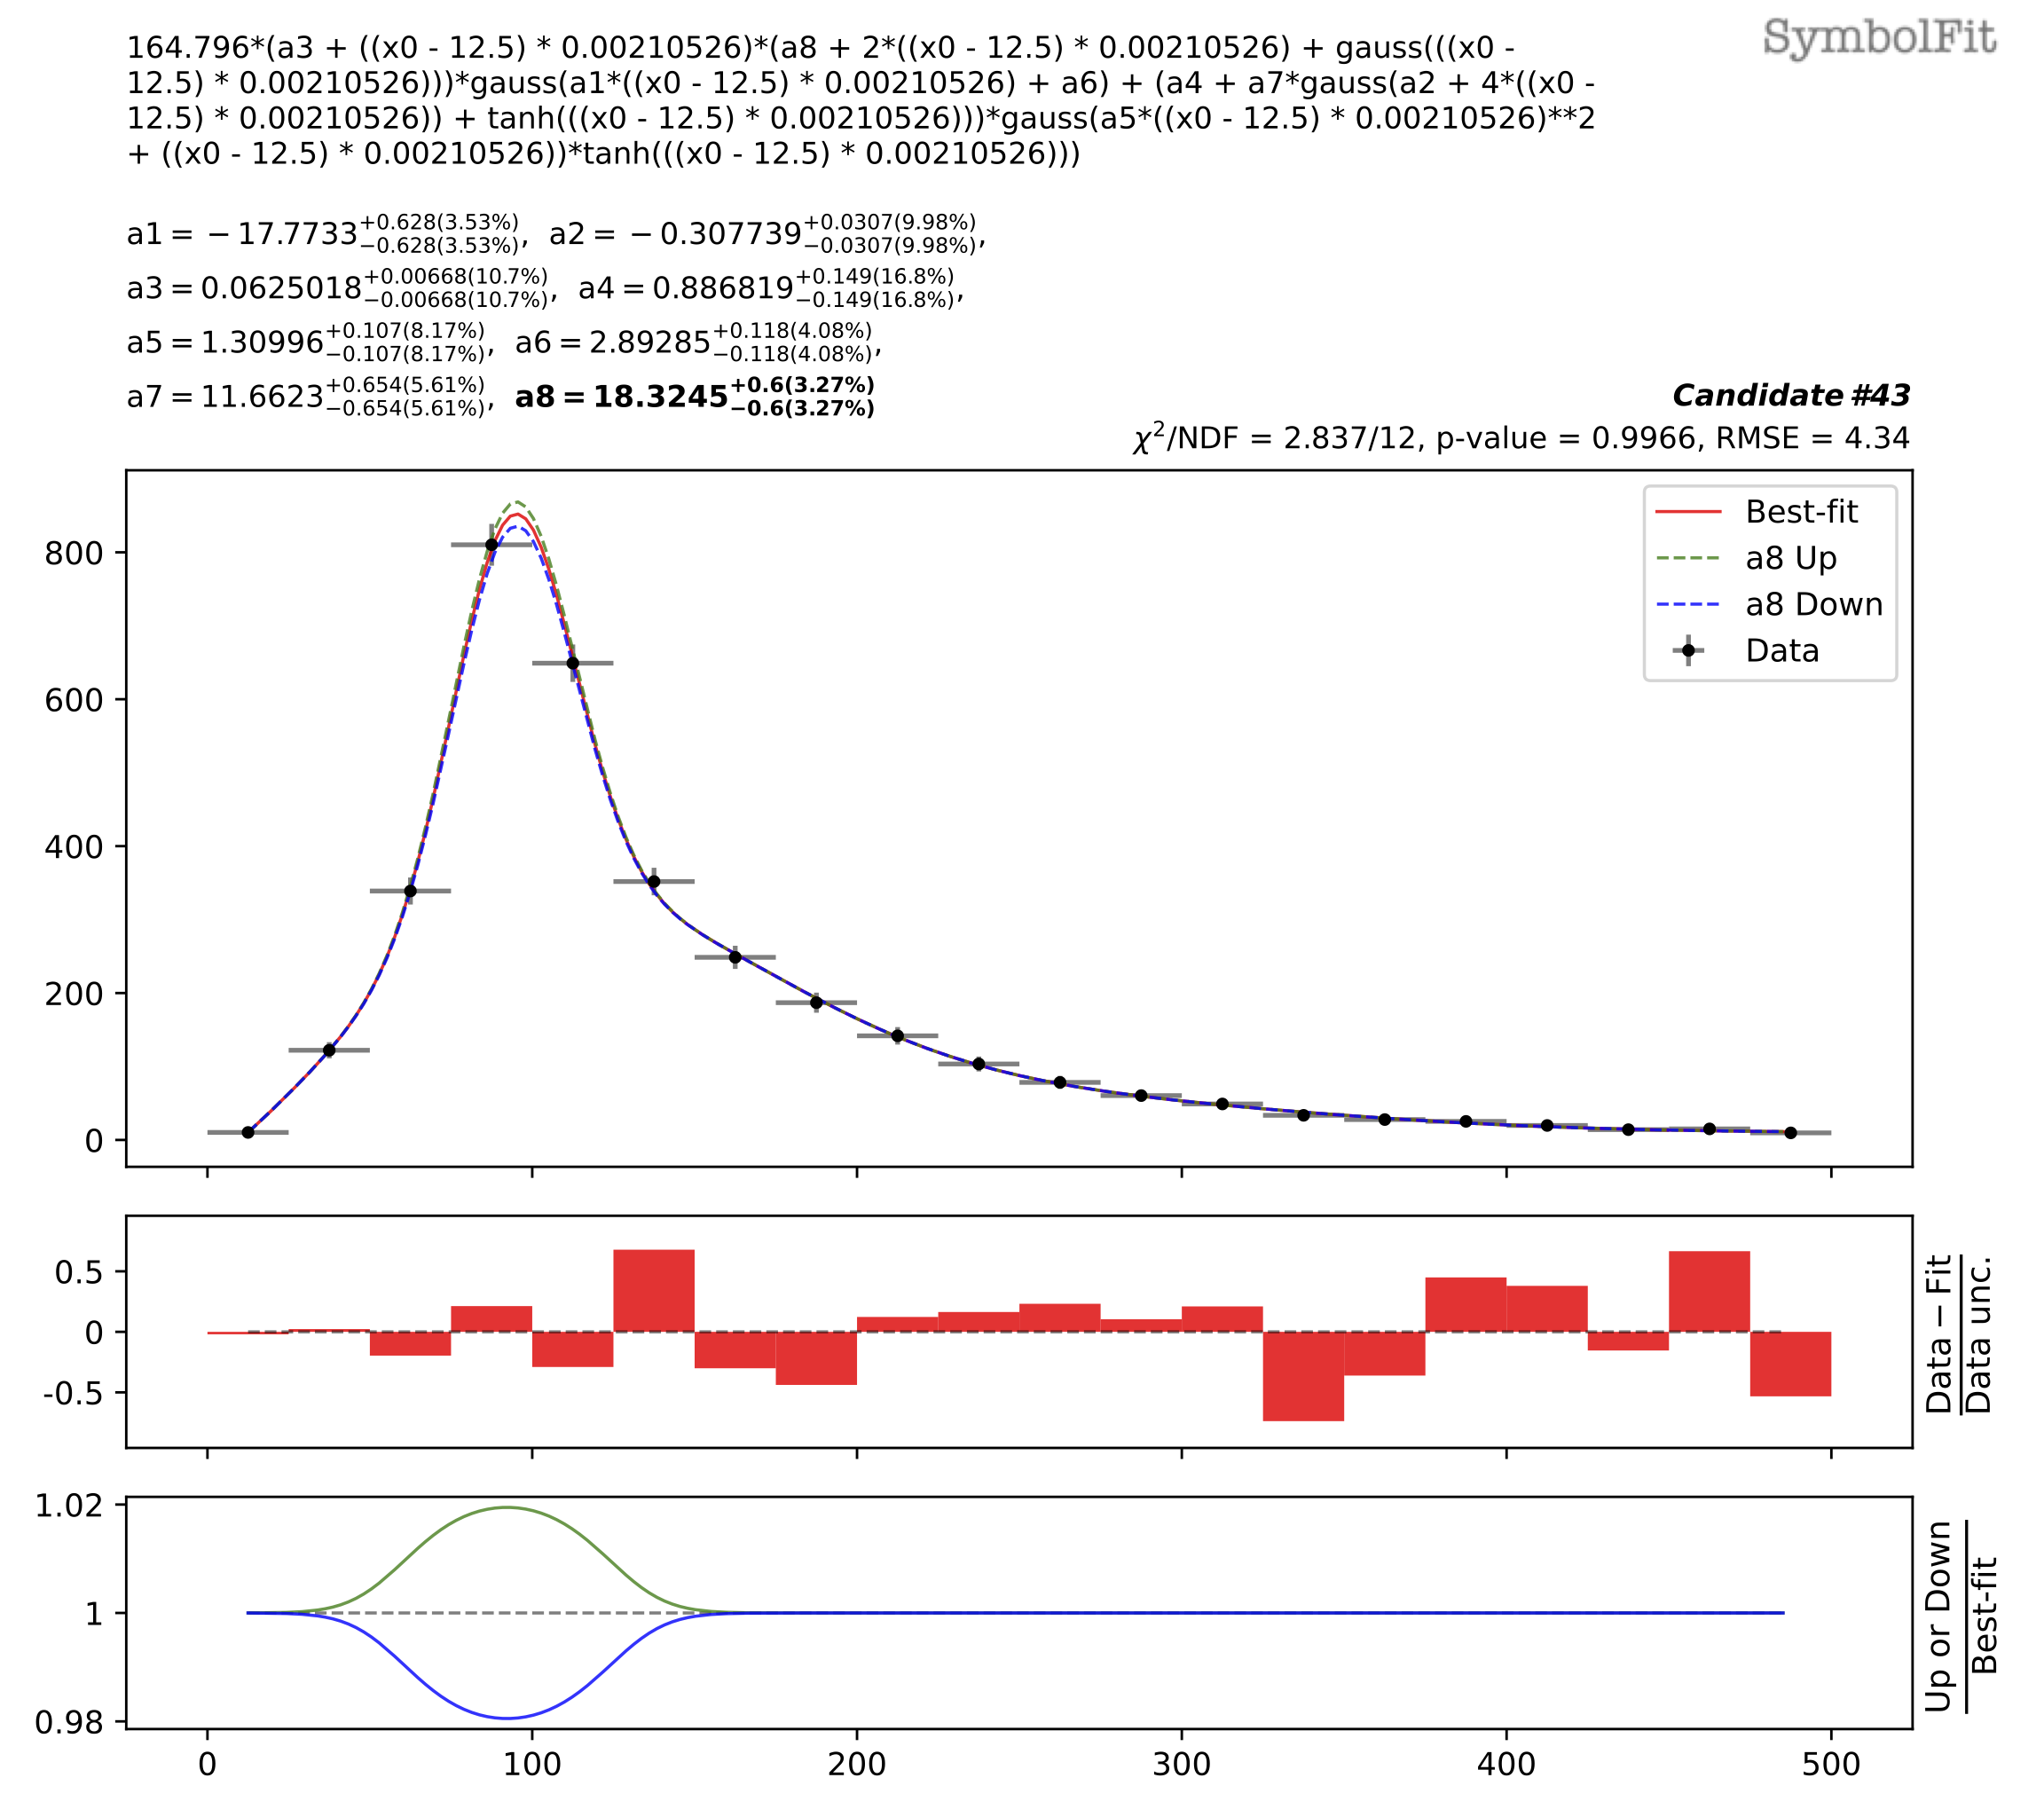 SymbolFit
164.796*(a3 + ((x0 - 12.5) * 0.00210526)*(a8 + 2*((x0 - 12.5) * 0.00210526) + gauss(((x0 -
12.5) * 0.00210526)))*gauss(a1*((x0 - 12.5) * 0.00210526) + a6) + (a4 + a7*gauss(a2 + 4*((x0 -
12.5) * 0.00210526)) + tanh(((x0 - 12.5) * 0.00210526)))*gauss(a5*((x0 - 12.5) * 0.00210526)**2
+ ((x0 - 12.5) * 0.00210526))*tanh(((x0 - 12.5) * 0.00210526)))
a1 = −17.7733 +0.628(3.53%) −0.628(3.53%), a2 = −0.307739 +0.0307(9.98%) −0.0307(9.98%),
a3 = 0.0625018 +0.00668(10.7%) −0.00668(10.7%), a4 = 0.886819 +0.149(16.8%) −0.149(16.8%),
a5 = 1.30996 +0.107(8.17%) −0.107(8.17%), a6 = 2.89285 +0.118(4.08%) −0.118(4.08%),
a7 = 11.6623 +0.654(5.61%) −0.654(5.61%), a8 = 18.3245 +0.6(3.27%) −0.6(3.27%)
Candidate #43
χ²/NDF = 2.837/12, p-value = 0.9966, RMSE = 4.34
Best-fit
a8 Up
a8 Down
Data
800
600
400
200
0
0.5
0
-0.5
Data − Fit
Data unc.
1.02
1
0.98
Up or Down
Best-fit
0 100 200 300 400 500